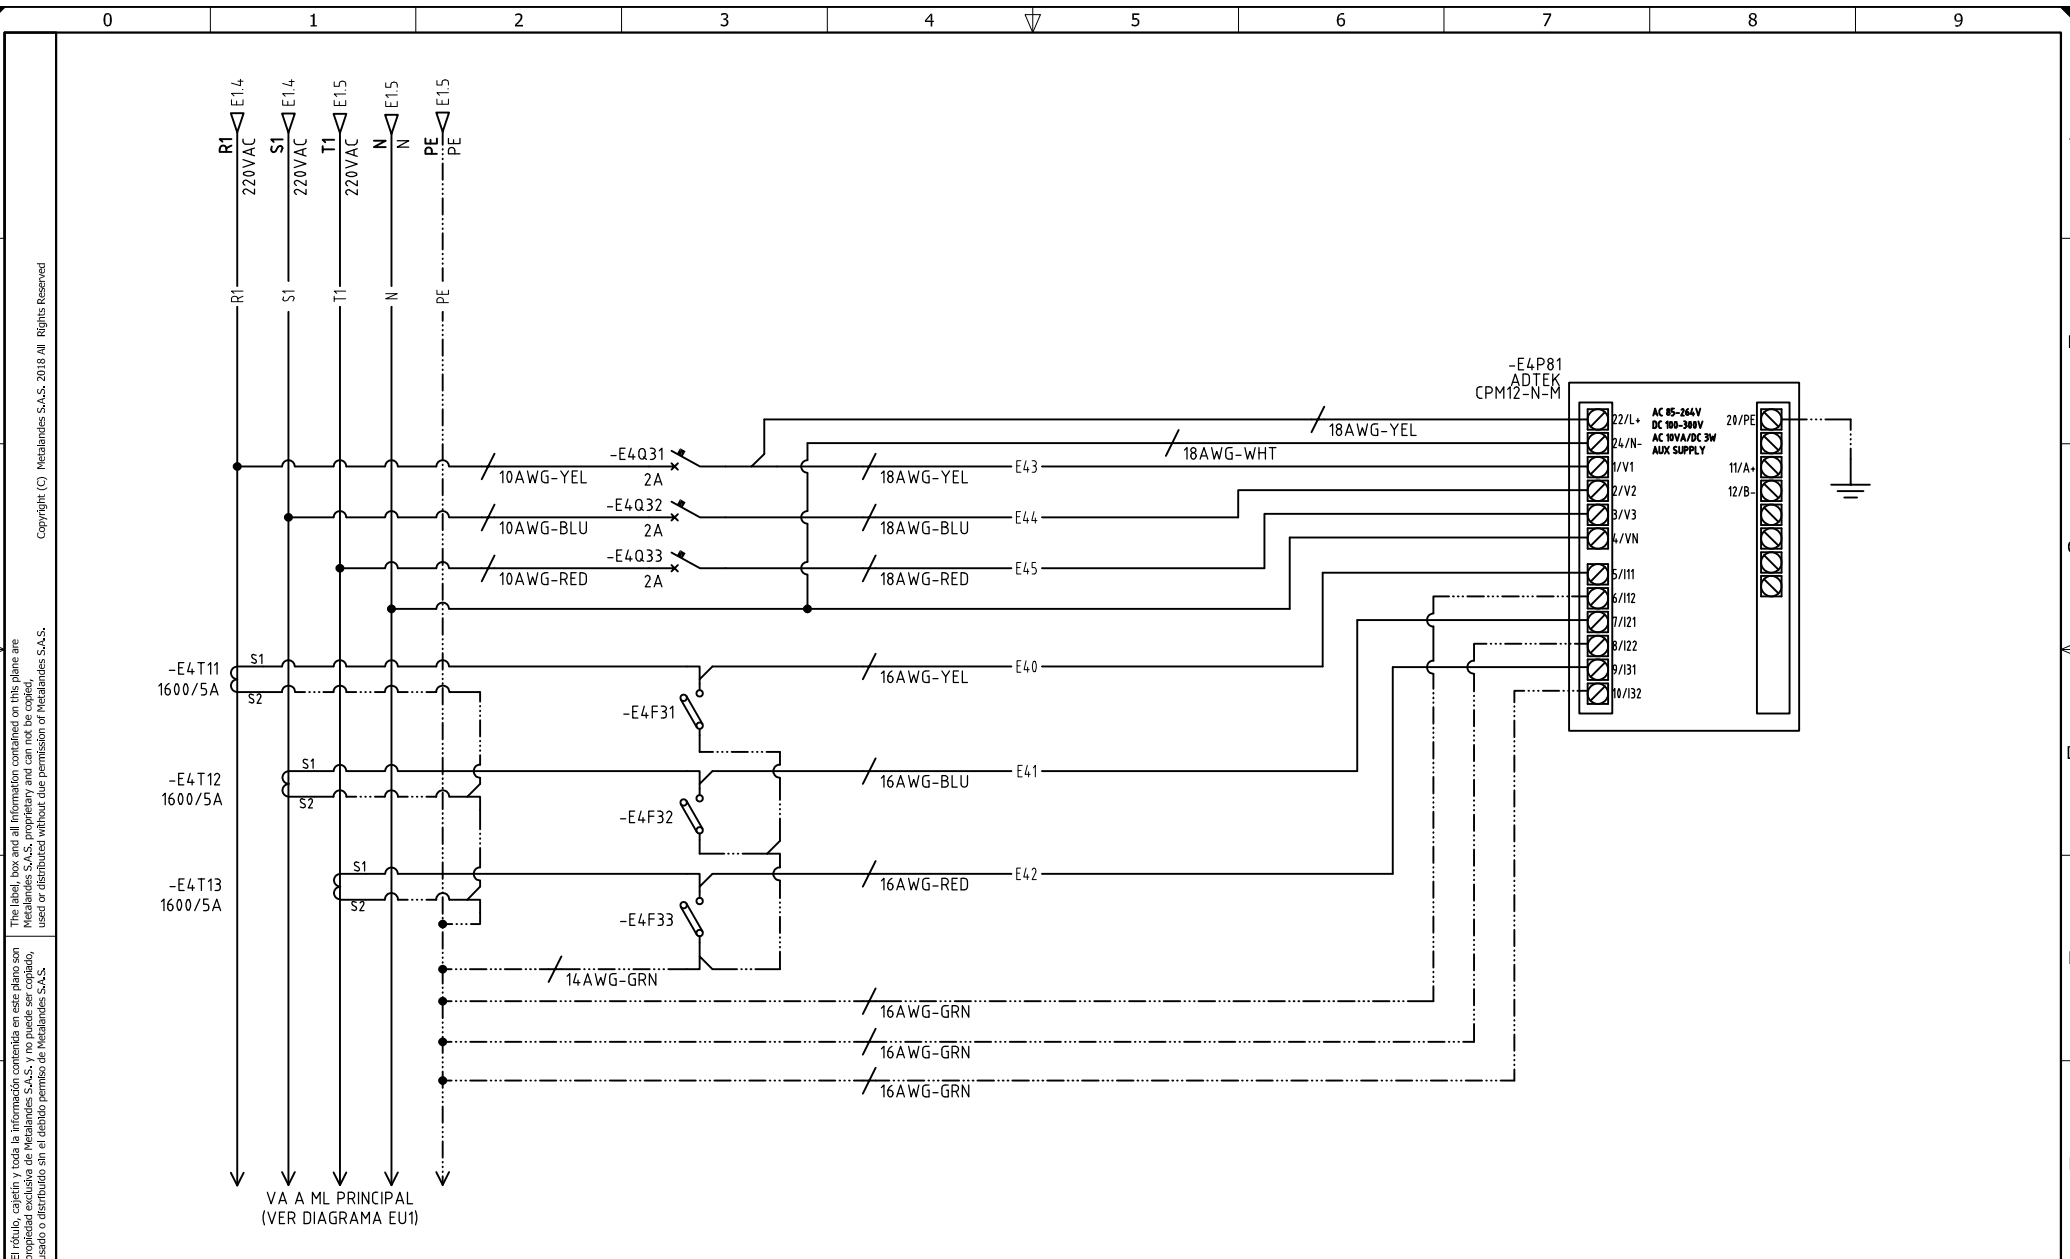 0 1 2 3 4 5 6 7 8 9
E1.4 E1.4 E1.5 E1.5 E1.5
R1 S1 T1 N PE
220VAC 220VAC 220VAC N PE
R1 S1 T1 N PE
-E4P81
ADTEK
CPM12-N-M
22/L+
24/N-
1/V1
2/V2
3/V3
4/VN
5/I11
6/I12
7/I21
8/I22
9/I31
10/I32
AC 85-264V
DC 100-300V
AC 10VA/DC 3W
AUX SUPPLY
20/PE
11/A+
12/B-
18AWG-YEL
18AWG-WHT
10AWG-YEL
-E4Q31
2A
18AWG-YEL
E43
10AWG-BLU
-E4Q32
2A
18AWG-BLU
E44
10AWG-RED
-E4Q33
2A
18AWG-RED
E45
-E4T11
1600/5A
S1
S2
-E4F31
16AWG-YEL
E40
-E4T12
1600/5A
S1
S2
-E4F32
16AWG-BLU
E41
-E4T13
1600/5A
S1
S2
-E4F33
16AWG-RED
E42
14AWG-GRN
16AWG-GRN
16AWG-GRN
16AWG-GRN
VA A ML PRINCIPAL
(VER DIAGRAMA EU1)
Copyright (C) Metalandes S.A.S. 2018 All Rights Reserved
The label, box and all information contained on this plane are
Metalandes S.A.S. proprietary and can not be copied,
used or distributed without due permission of Metalandes S.A.S.
El rótulo, cajetín y toda la información contenida en este plano son
propiedad exclusiva de Metalandes S.A.S. y no puede ser copiado,
usado o distribuido sin el debido permiso de Metalandes S.A.S.